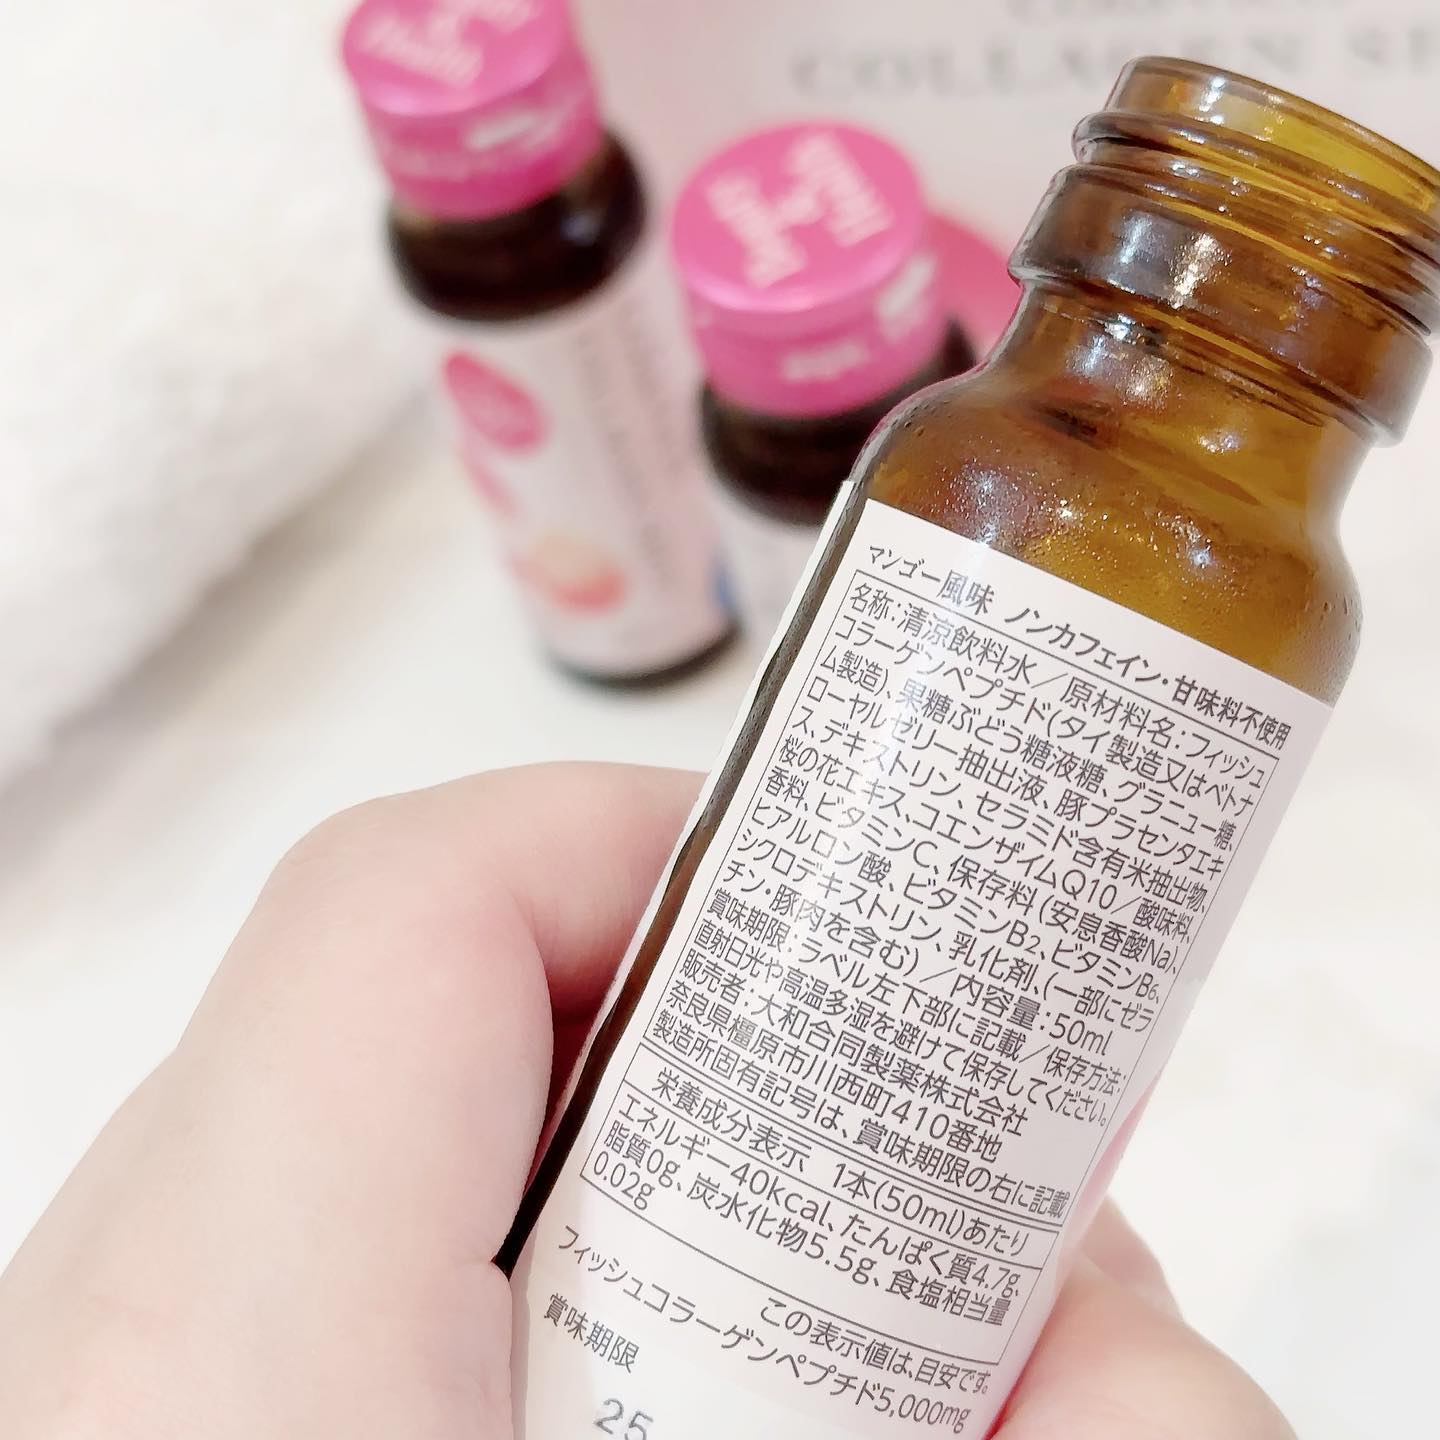 COLLAGEN
Beauty
&
Health
Beauty
&
Health
マンゴー風味 ノンカフェイン・甘味料不使用
名称:清涼飲料水/原材料名:フィッシュ
コラーゲンペプチド(タイ製造又はベトナ
ム製造)、果糖ぶどう糖液糖、グラニュー糖、
ローヤルゼリー抽出液、豚プラセンタエキ
ス、デキストリン、セラミド含有米抽出物、
桜の花エキス、コエンザイムQ10/酸味料、
香料、ビタミンC、保存料(安息香酸Na)、
ヒアルロン酸、ビタミンB2、ビタミンB6、
シクロデキストリン、乳化剤、(一部にゼラ
チン・豚肉を含む)/内容量:50ml
賞味期限:ラベル左下部に記載/保存方法:
直射日光や高温多湿を避けて保存してください。
販売者:大和合同製薬株式会社
奈良県橿原市川西町410番地
製造所固有記号は、賞味期限の右に記載
栄養成分表示 1本(50ml)あたり
エネルギー40kcal、たんぱく質4.7g、
脂質0g、炭水化物5.5g、食塩相当量
0.02g
この表示値は、目安です。
フィッシュコラーゲンペプチド5,000mg
賞味期限
25